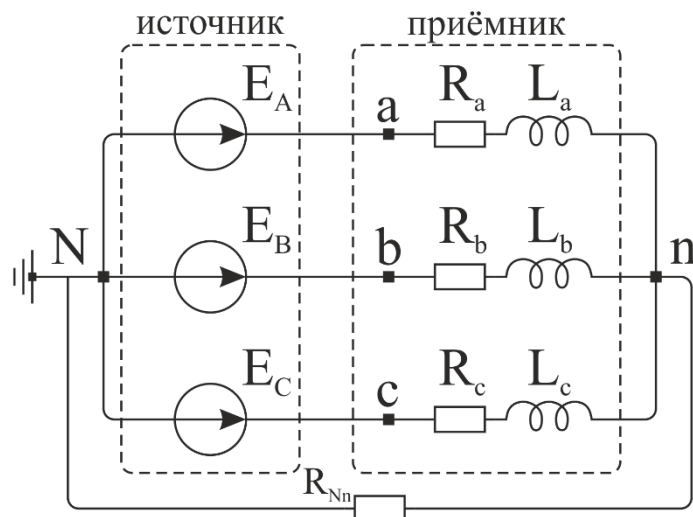 источник приёмник
E_A a R_a L_a
N E_B b R_b L_b n
E_C c R_c L_c
R_Nn